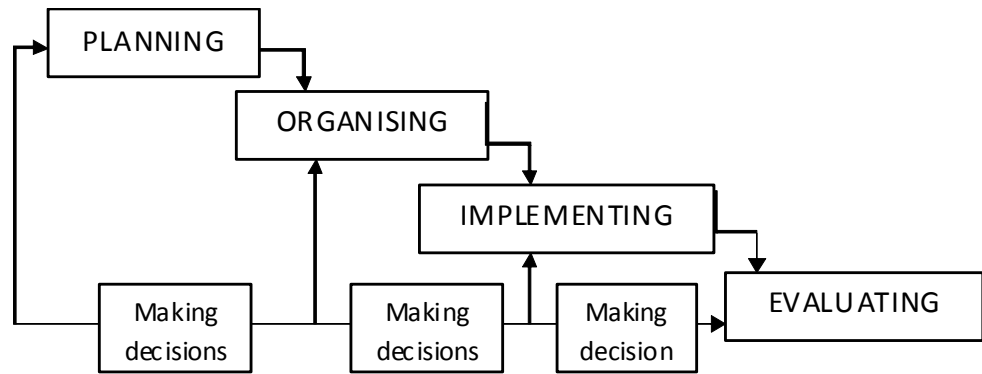 PLANNING
ORGANISING
IMPLEMENTING
EVALUATING
Making
decisions
Making
decisions
Making
decision